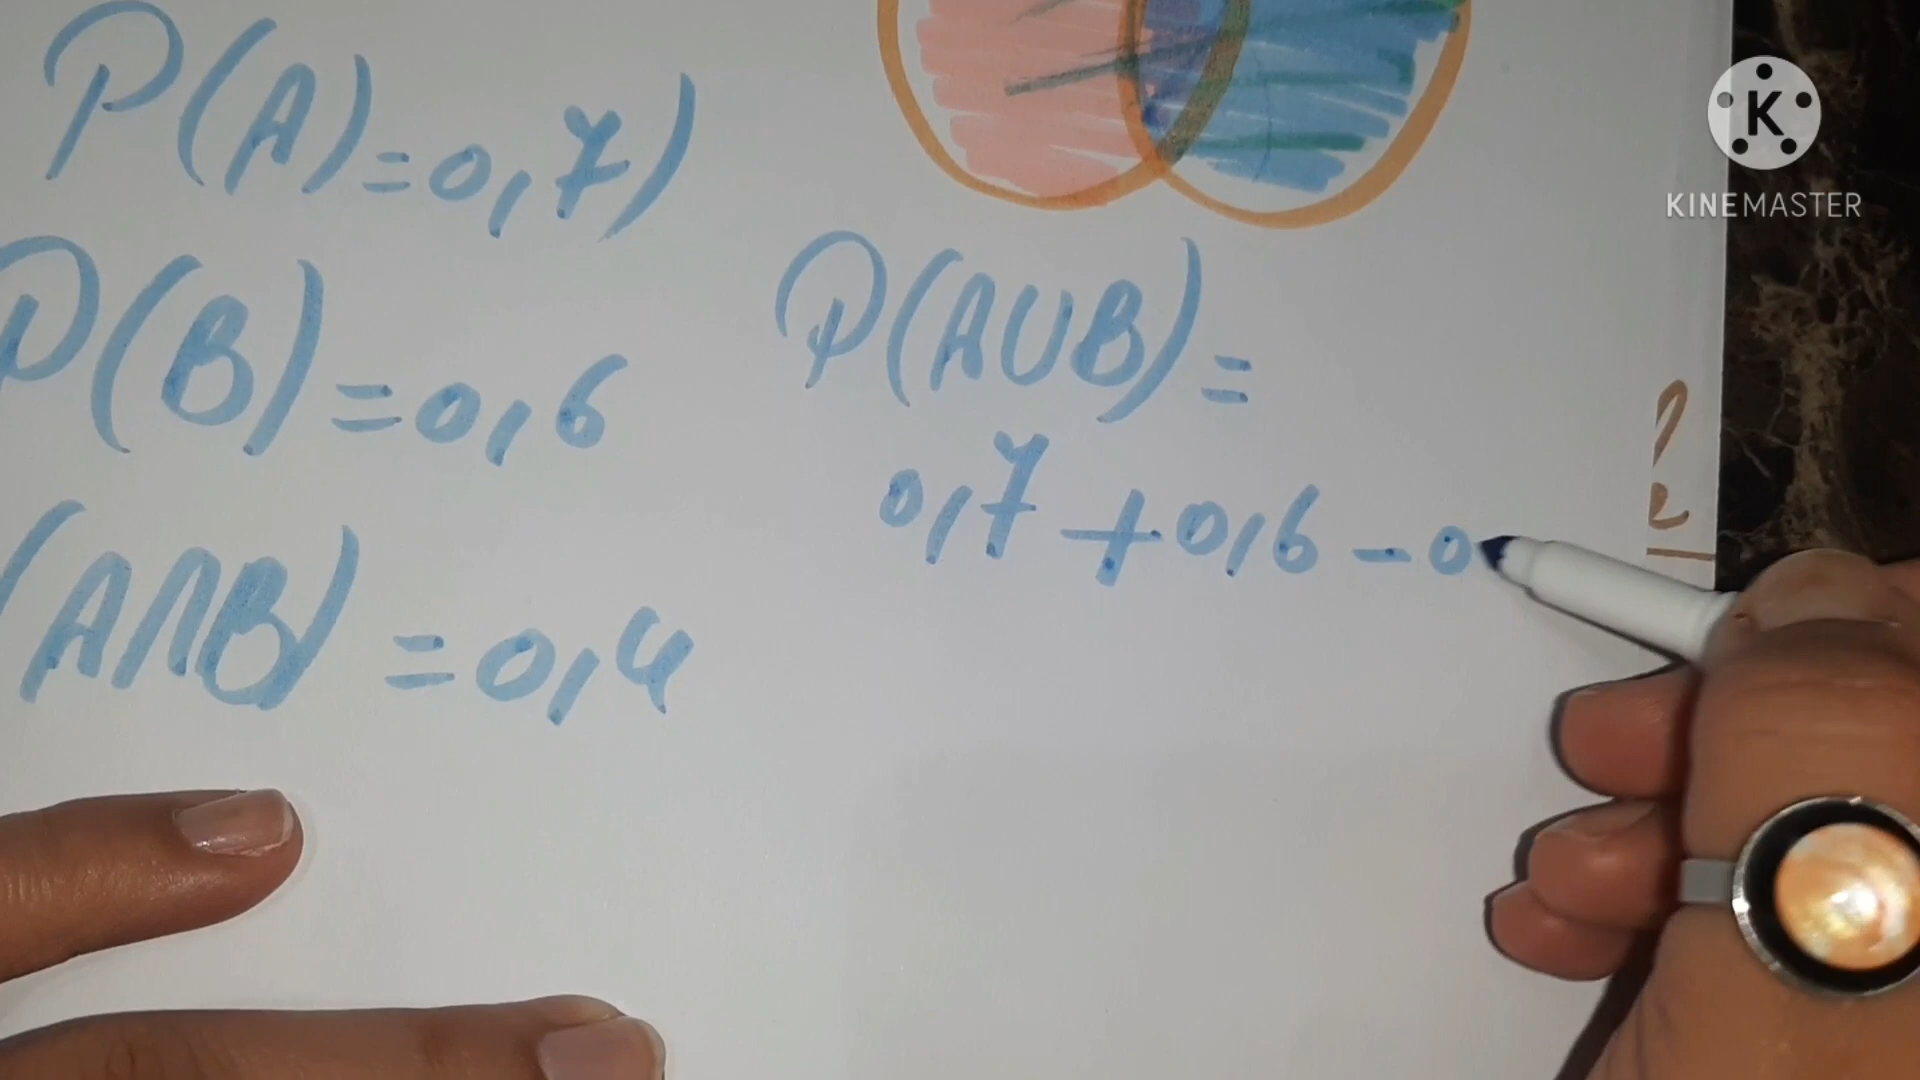 P(A)=0,7)
P(B)=0,6
(A∩B)=0,4
P(AUB)=
0,7+0,6-0
K
KINEMASTER